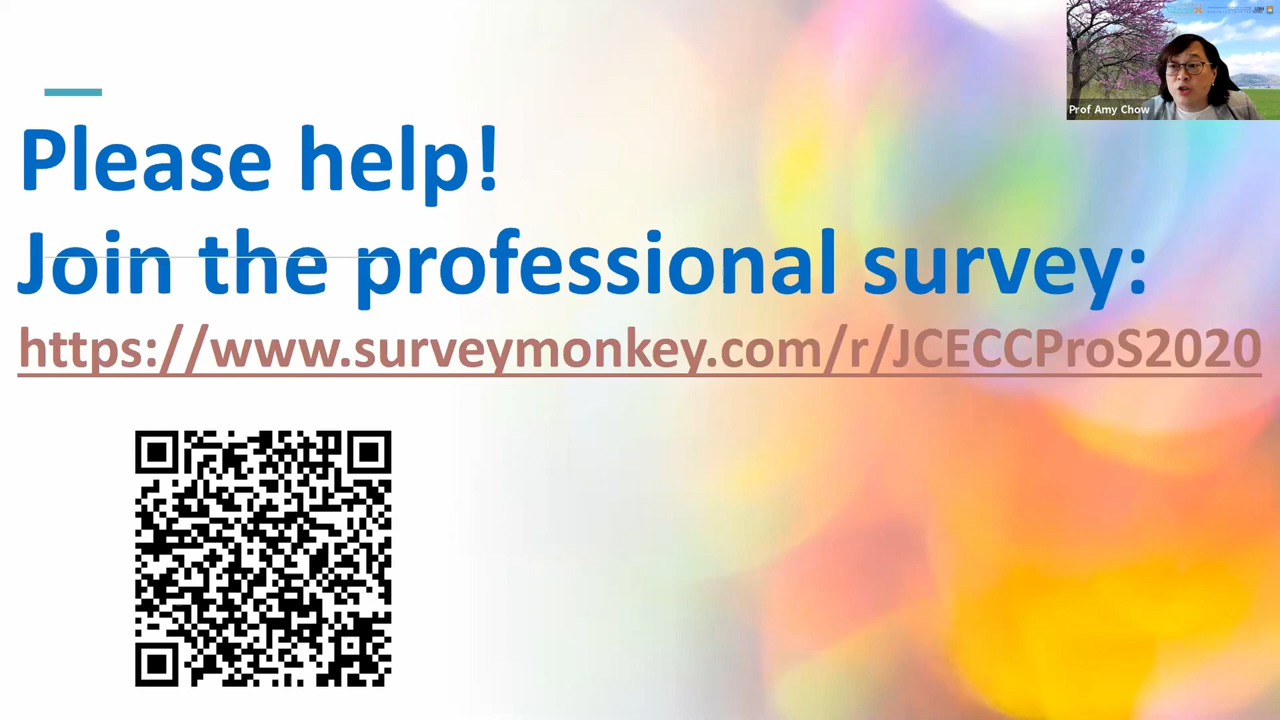 Please help!
Join the professional survey:
https://www.surveymonkey.com/r/JCECCProS2020
Prof Amy Chow